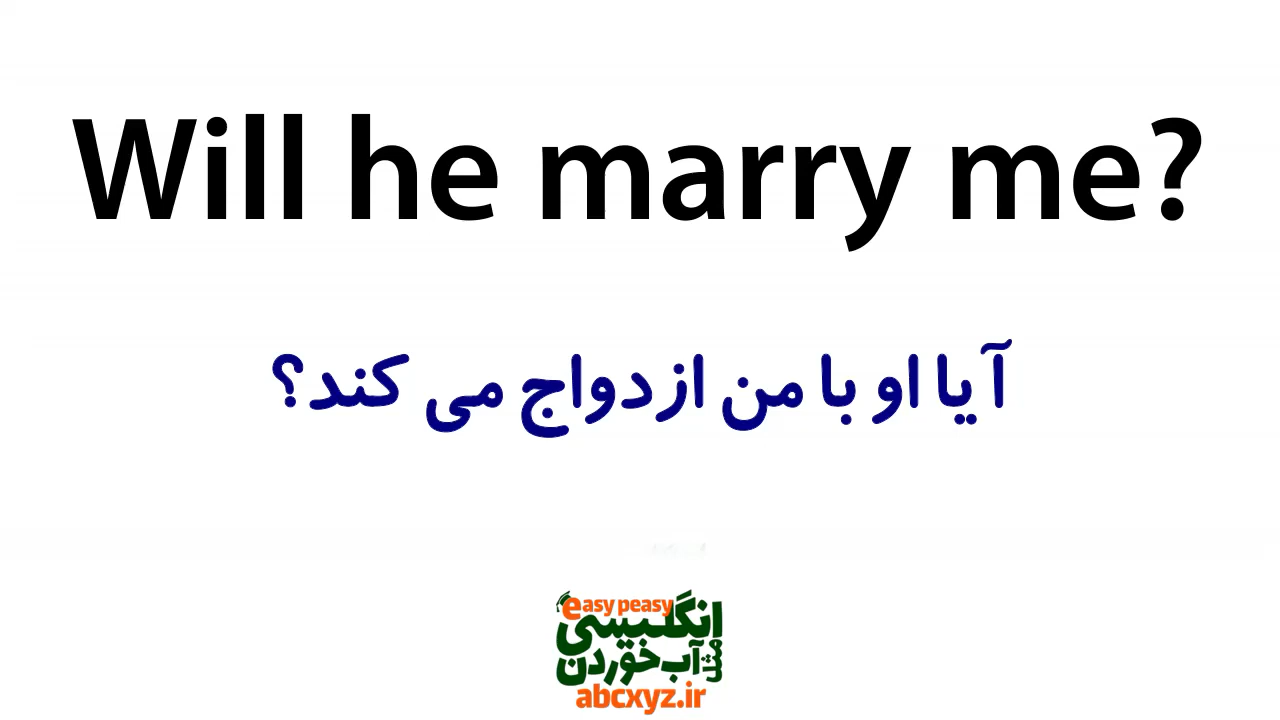 Will he marry me?
آیا او با من ازدواج می کند؟
easy peasy
انگلیسی
مثل آب خوردن
abcxyz.ir